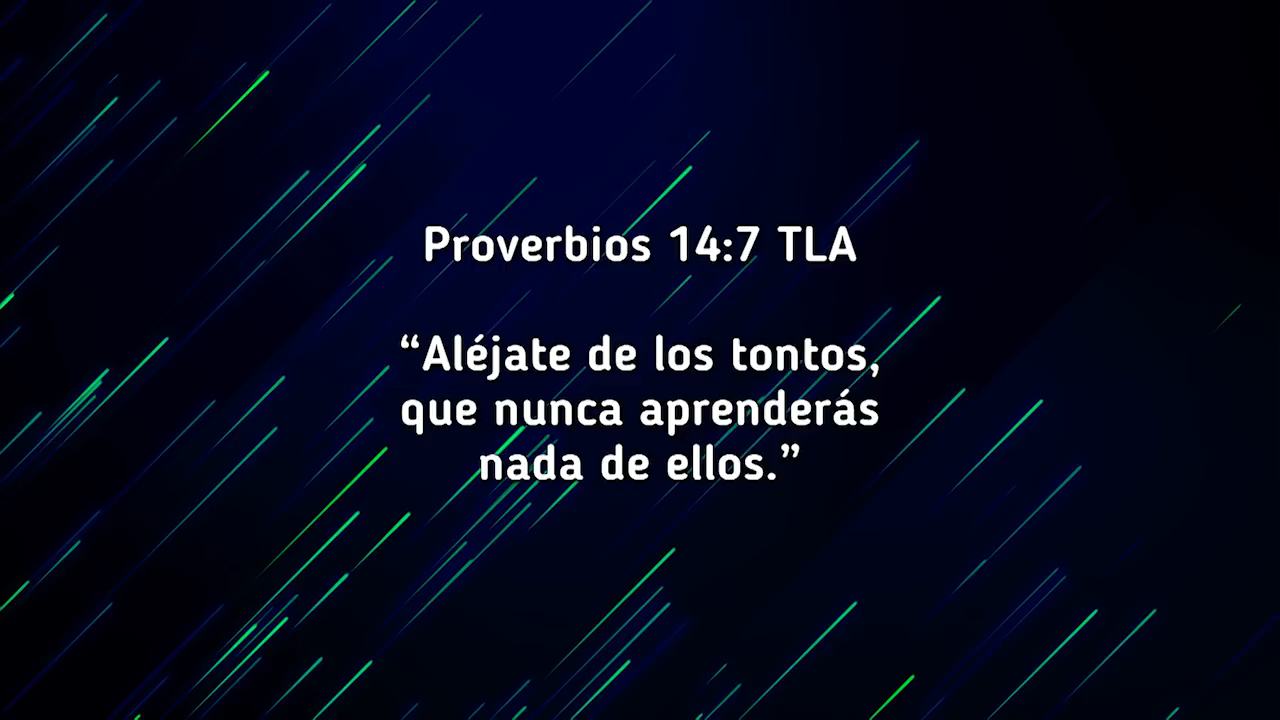 Proverbios 14:7 TLA
“Aléjate de los tontos,
que nunca aprenderás
nada de ellos.”